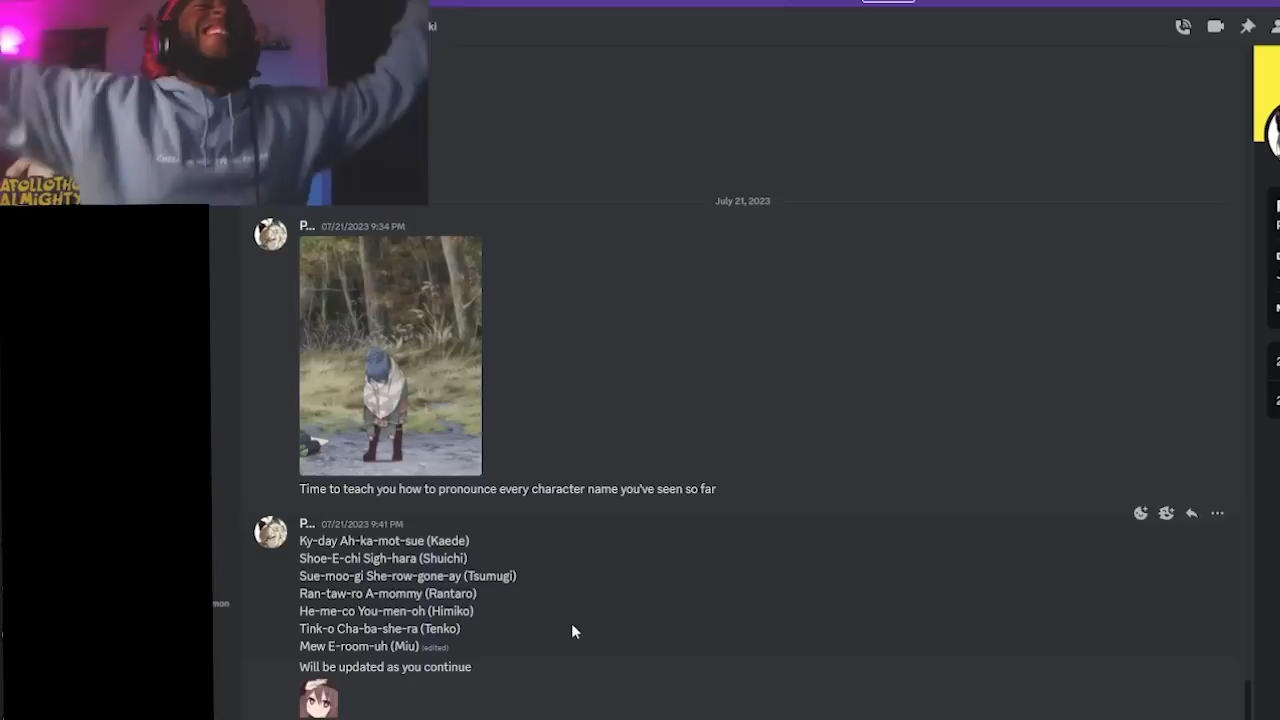 ki
APOLLOTHE
ALMIGHTY
July 21, 2023
P... 07/21/2023 9:34 PM
Time to teach you how to pronounce every character name you've seen so far
P... 07/21/2023 9:41 PM
Ky-day Ah-ka-mot-sue (Kaede)
Shoe-E-chi Sigh-hara (Shuichi)
Sue-moo-gi She-row-gone-ay (Tsumugi)
Ran-taw-ro A-mommy (Rantaro)
He-me-co You-men-oh (Himiko)
mon
Tink-o Cha-ba-she-ra (Tenko)
Mew E-room-uh (Miu) (edited)
Will be updated as you continue